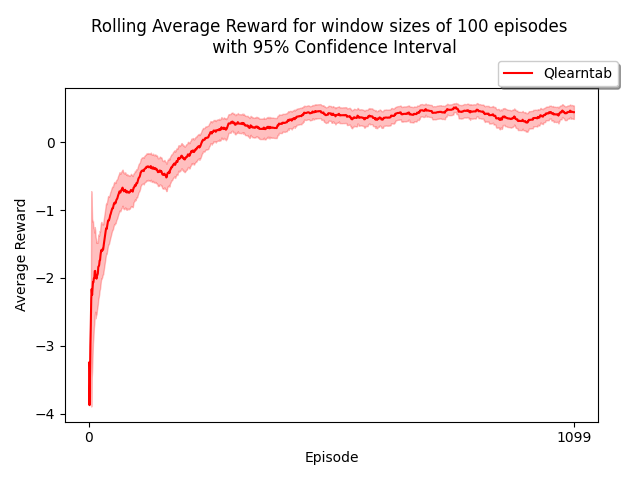 Rolling Average Reward for window sizes of 100 episodes
with 95% Confidence Interval
Qlearntab
0
−1
−2
−3
−4
Average Reward
0
1099
Episode